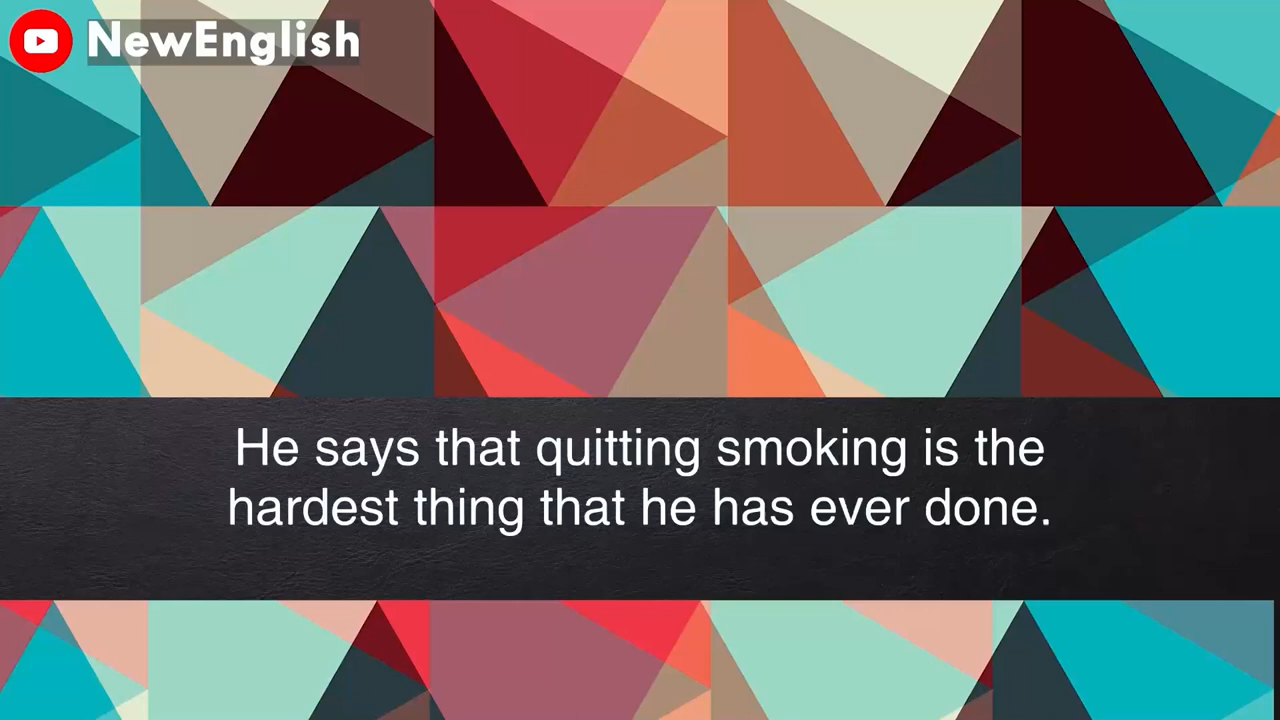 NewEnglish
He says that quitting smoking is the
hardest thing that he has ever done.